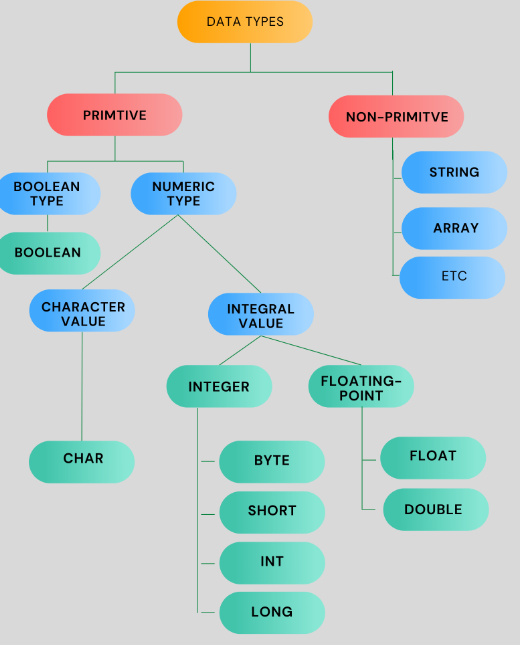 DATA TYPES
PRIMTIVE
NON-PRIMITVE
BOOLEAN
TYPE
NUMERIC
TYPE
STRING
ARRAY
ETC
BOOLEAN
CHARACTER
VALUE
INTEGRAL
VALUE
INTEGER
FLOATING-
POINT
CHAR
BYTE
FLOAT
SHORT
DOUBLE
INT
LONG